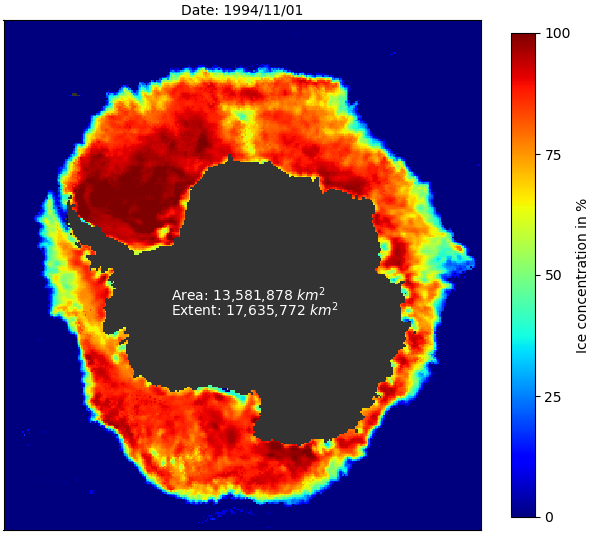 Date: 1994/11/01
100
75
50
25
0
Ice concentration in %
Area: 13,581,878 km²
Extent: 17,635,772 km²